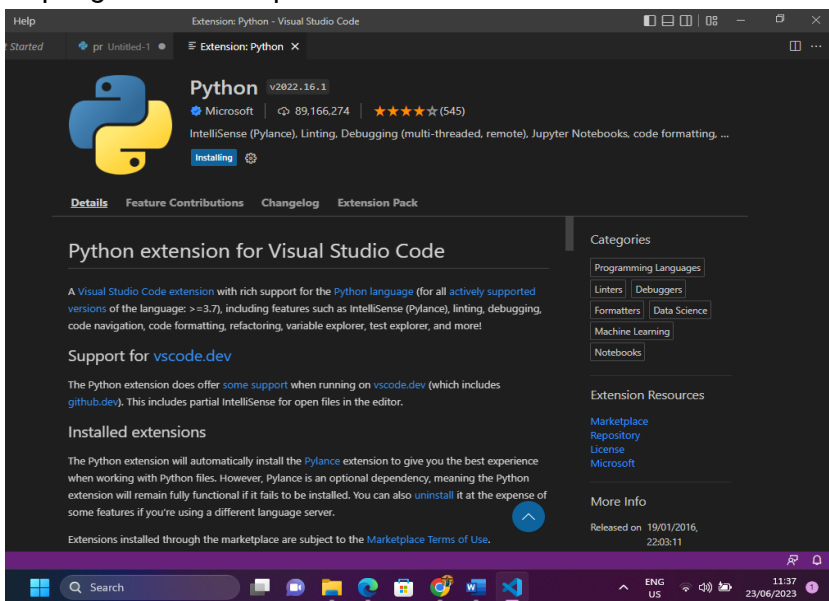 Help
Extension: Python - Visual Studio Code
Started
pr Untitled-1
Extension: Python
Python v2022.16.1
Microsoft 89,166,274 (545)
IntelliSense (Pylance), Linting, Debugging (multi-threaded, remote), Jupyter Notebooks, code formatting, ...
Installing
Details Feature Contributions Changelog Extension Pack
Python extension for Visual Studio Code
A Visual Studio Code extension with rich support for the Python language (for all actively supported
versions of the language: >=3.7), including features such as IntelliSense (Pylance), linting, debugging,
code navigation, code formatting, refactoring, variable explorer, test explorer, and more!
Support for vscode.dev
The Python extension does offer some support when running on vscode.dev (which includes
github.dev). This includes partial IntelliSense for open files in the editor.
Installed extensions
The Python extension will automatically install the Pylance extension to give you the best experience
when working with Python files. However, Pylance is an optional dependency, meaning the Python
extension will remain fully functional if it fails to be installed. You can also uninstall it at the expense of
some features if you're using a different language server.
Extensions installed through the marketplace are subject to the Marketplace Terms of Use.
Categories
Programming Languages
Linters Debuggers
Formatters Data Science
Machine Learning
Notebooks
Extension Resources
Marketplace
Repository
License
Microsoft
More Info
Released on 19/01/2016,
22:03:11
Search
ENG
US
11:37
23/06/2023
1